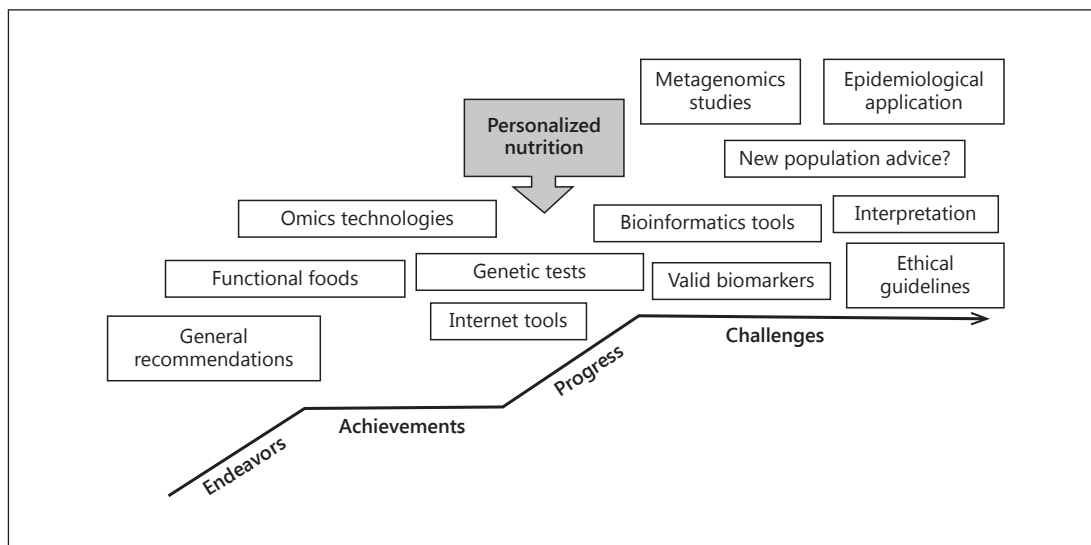 Metagenomics
studies
Epidemiological
application
Personalized
nutrition
New population advice?
Omics technologies
Bioinformatics tools
Interpretation
Functional foods
Genetic tests
Valid biomarkers
Ethical
guidelines
General
recommendations
Internet tools
Challenges
Progress
Achievements
Endeavors